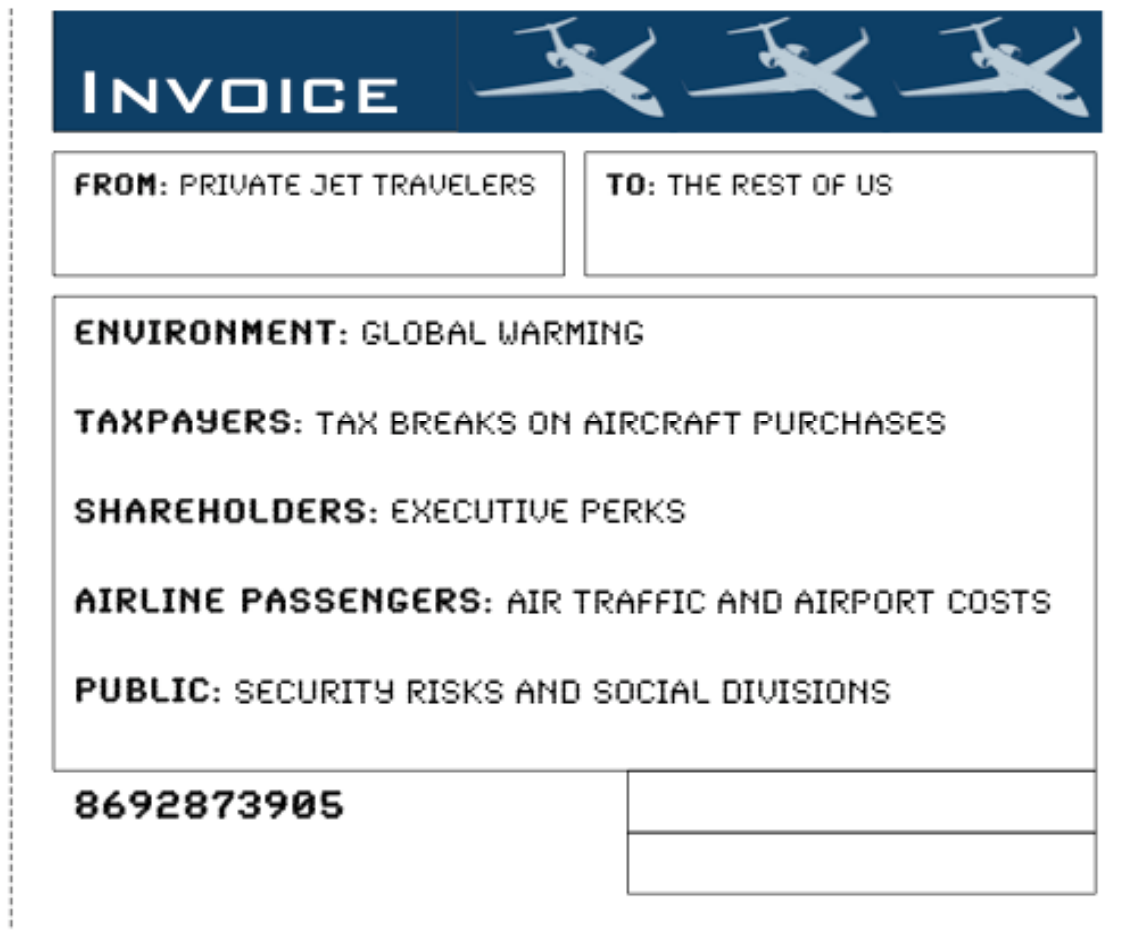 INVOICE
FROM: PRIVATE JET TRAVELERS
TO: THE REST OF US
ENVIRONMENT: GLOBAL WARMING
TAXPAYERS: TAX BREAKS ON AIRCRAFT PURCHASES
SHAREHOLDERS: EXECUTIVE PERKS
AIRLINE PASSENGERS: AIR TRAFFIC AND AIRPORT COSTS
PUBLIC: SECURITY RISKS AND SOCIAL DIVISIONS
8692873905